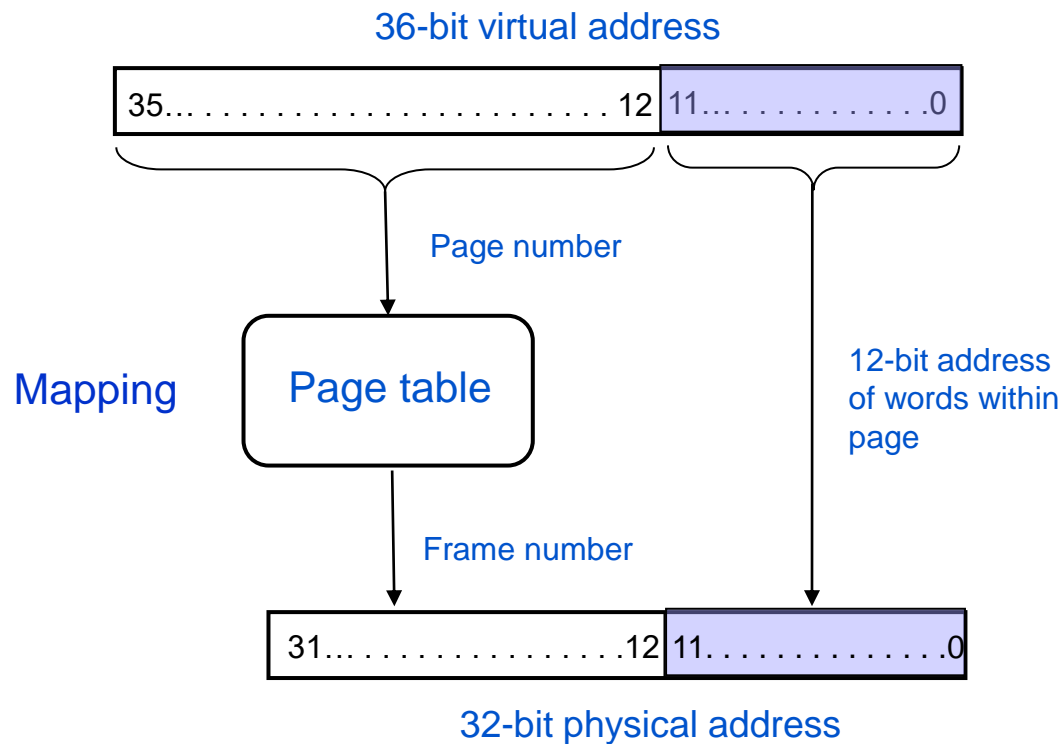 36-bit virtual address
35... . . . . . . . . . . . . . . . . . . . . . . . . 12 11... . . . . . . . . . . .0
Page number
Mapping
Page table
12-bit address
of words within
page
Frame number
31... . . . . . . . . . . . . . . . .12 11. . . . . . . . . . . . . .0
32-bit physical address